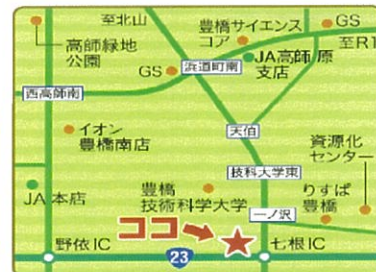 至北山
豊橋サイエンス
コア
GS
高師緑地
公園
JA高師原
支店
至R1
GS
浜道町南
西高師南
イオン
豊橋南店
天伯
資源化
センター
技科大学東
JA本店
豊橋
技術科学大学
りすぱ
豊橋
一ノ沢
ココ
野依IC
23
七根IC